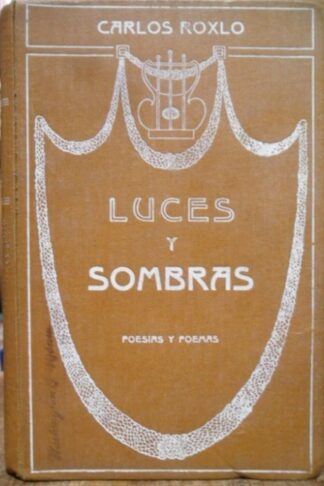 CARLOS ROXLO
LUCES
Y
SOMBRAS
POESIAS Y POEMAS